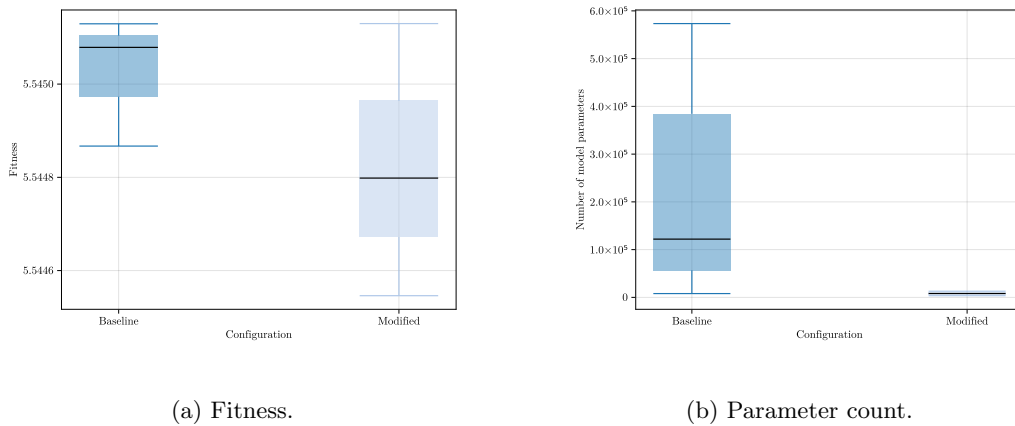 5.5450
5.5448
5.5446
Fitness
Baseline
Modified
Configuration
6.0×10⁵
5.0×10⁵
4.0×10⁵
3.0×10⁵
2.0×10⁵
1.0×10⁵
0
Number of model parameters
Baseline
Modified
Configuration
(a) Fitness.
(b) Parameter count.